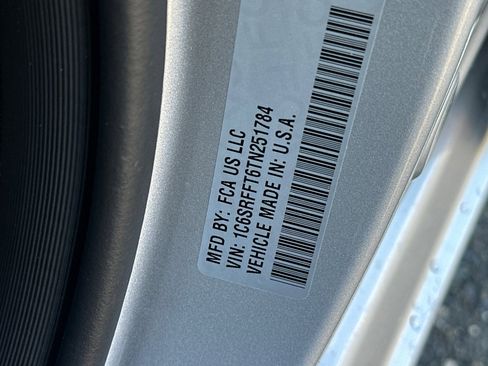 MFD BY: FCA US LLC
VIN: 1C6SRFFT6TN251784
VEHICLE MADE IN: U.S.A.